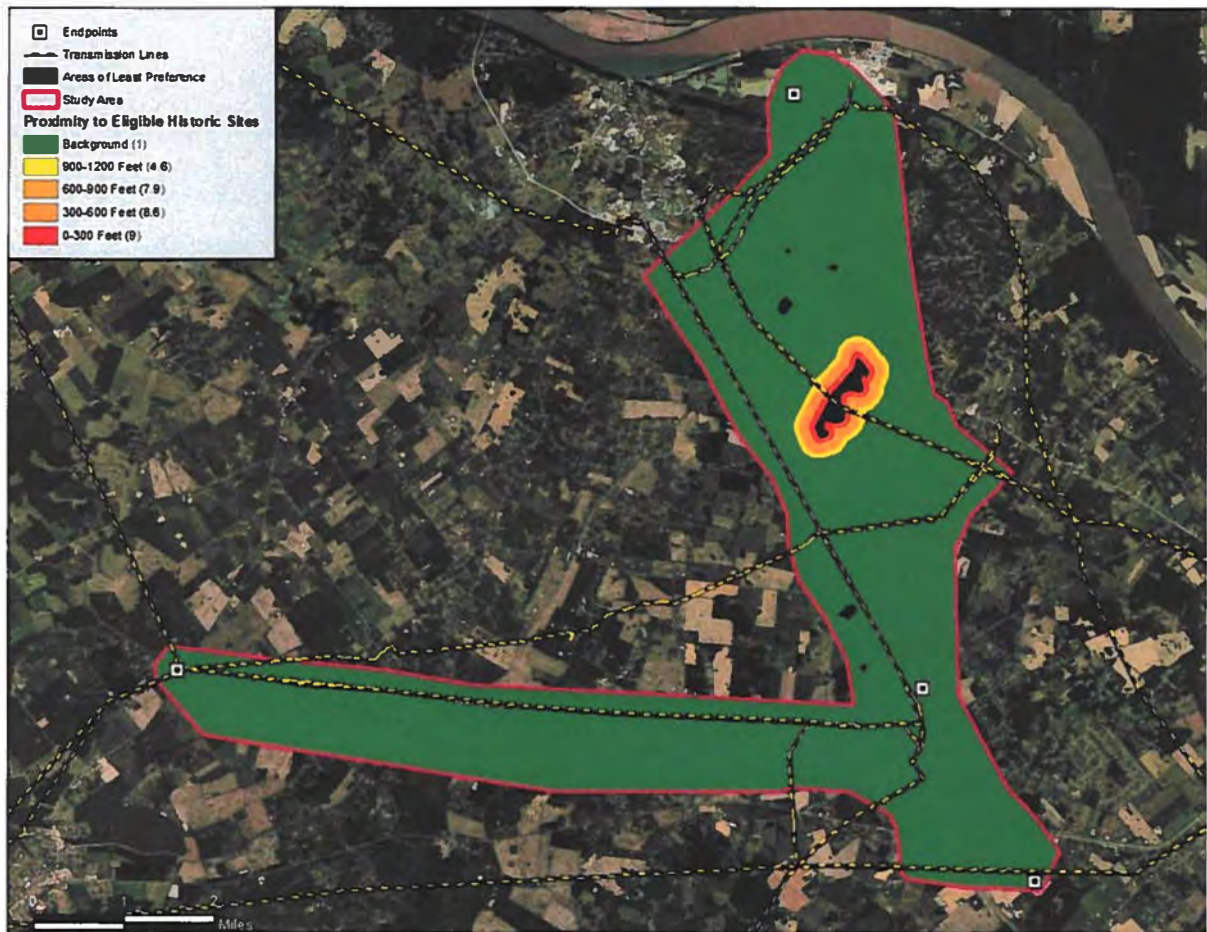 Endpoints
Transmission Lines
Areas of Least Preference
Study Area
Proximity to Eligible Historic Sites
Background (1)
900-1200 Feet (4.6)
600-900 Feet (7.9)
300-600 Feet (8.6)
0-300 Feet (9)
0 1 2
Miles